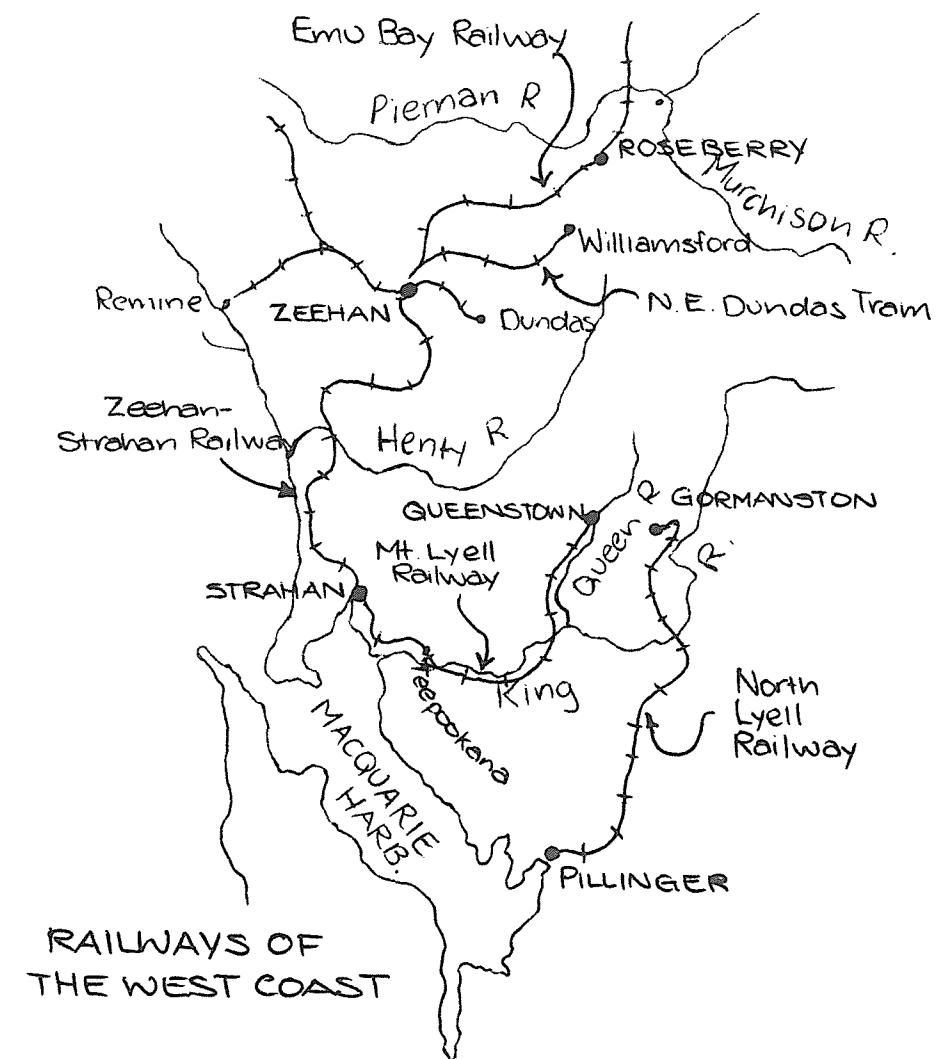 Emu Bay Railway
Pieman R
ROSEBERRY
Murchison R.
Williamsford
Remine
ZEEHAN
Dundas
N.E. Dundas Tram
Zeehan-
Strahan Railway
Henty R
QUEENSTOWN
Queen R
GORMANSTON
Mt. Lyell
Railway
R.
STRAHAN
Teepookana
King
North
Lyell
Railway
MACQUARIE
HARB.
PILLINGER
RAILWAYS OF
THE WEST COAST